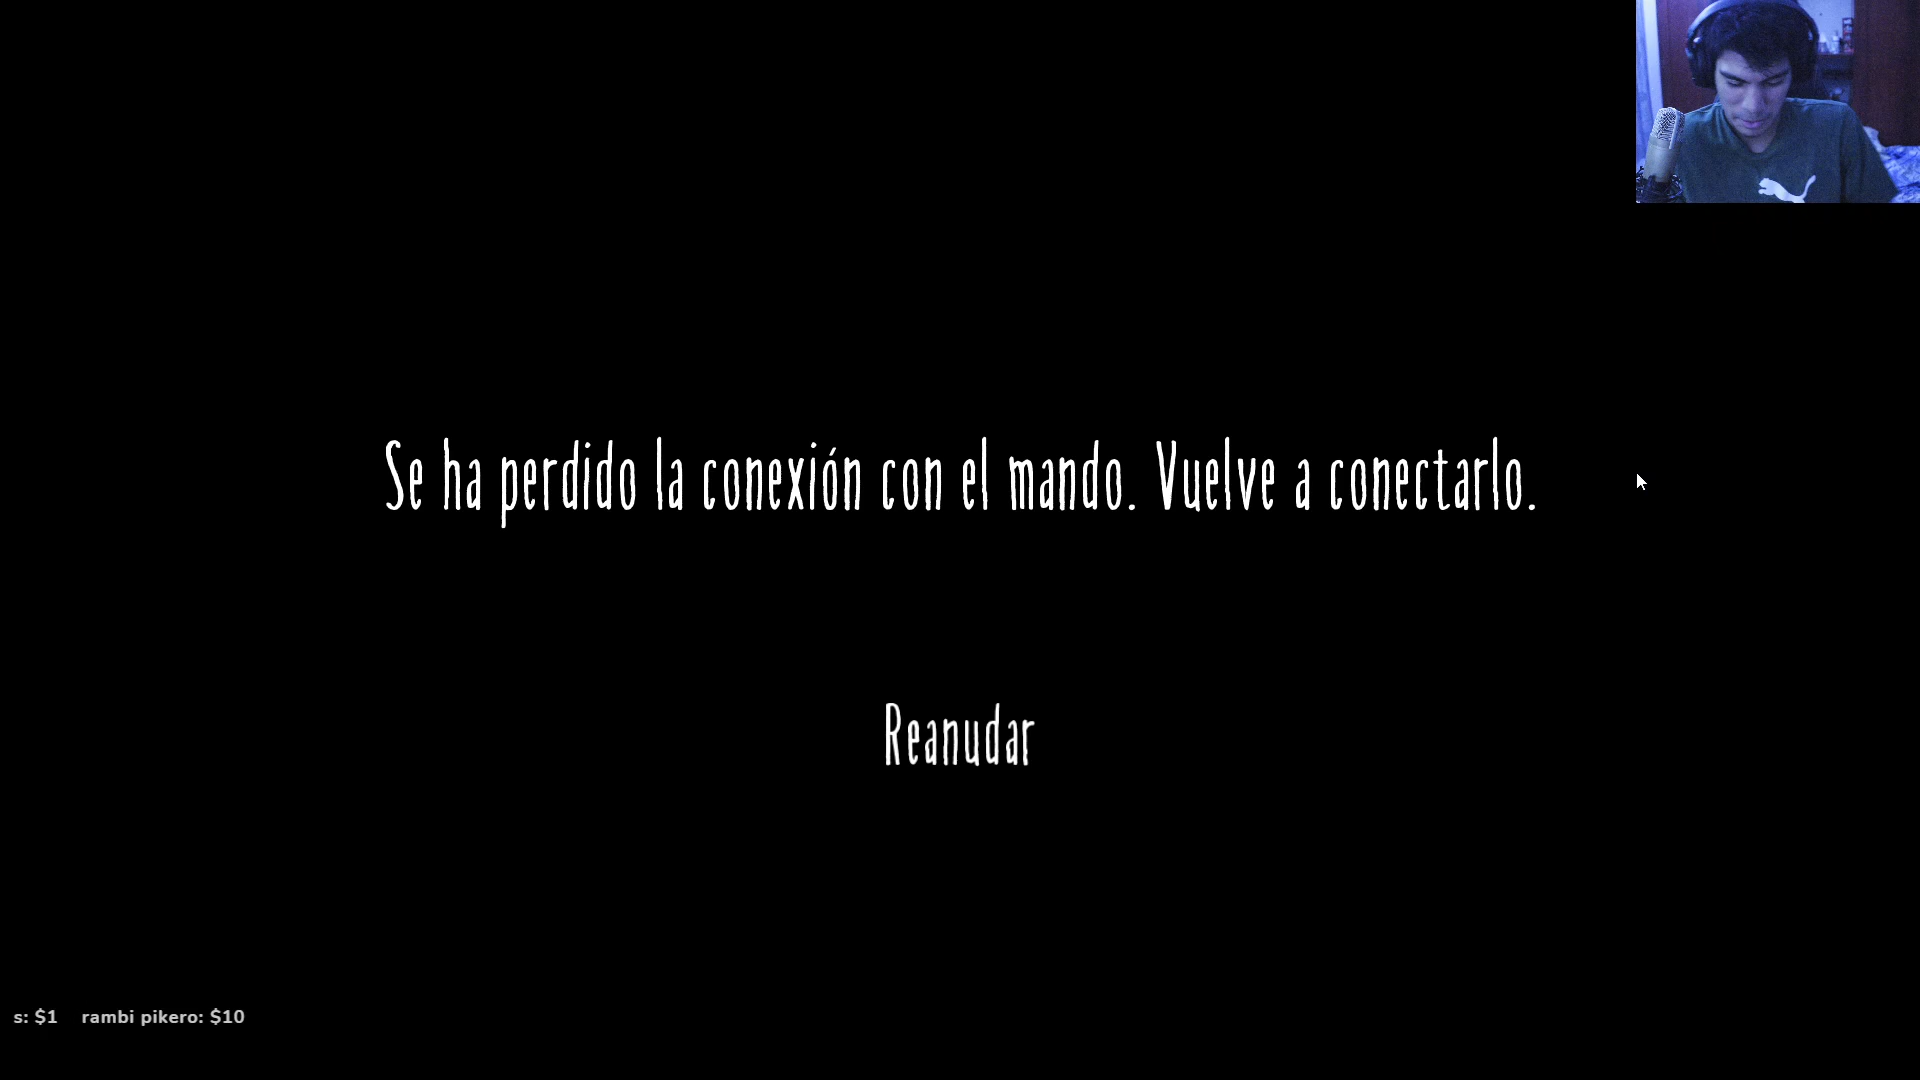 Se ha perdido la conexión con el mando. Vuelve a conectarlo.
Reanudar
s: $1 rambi pikero: $10